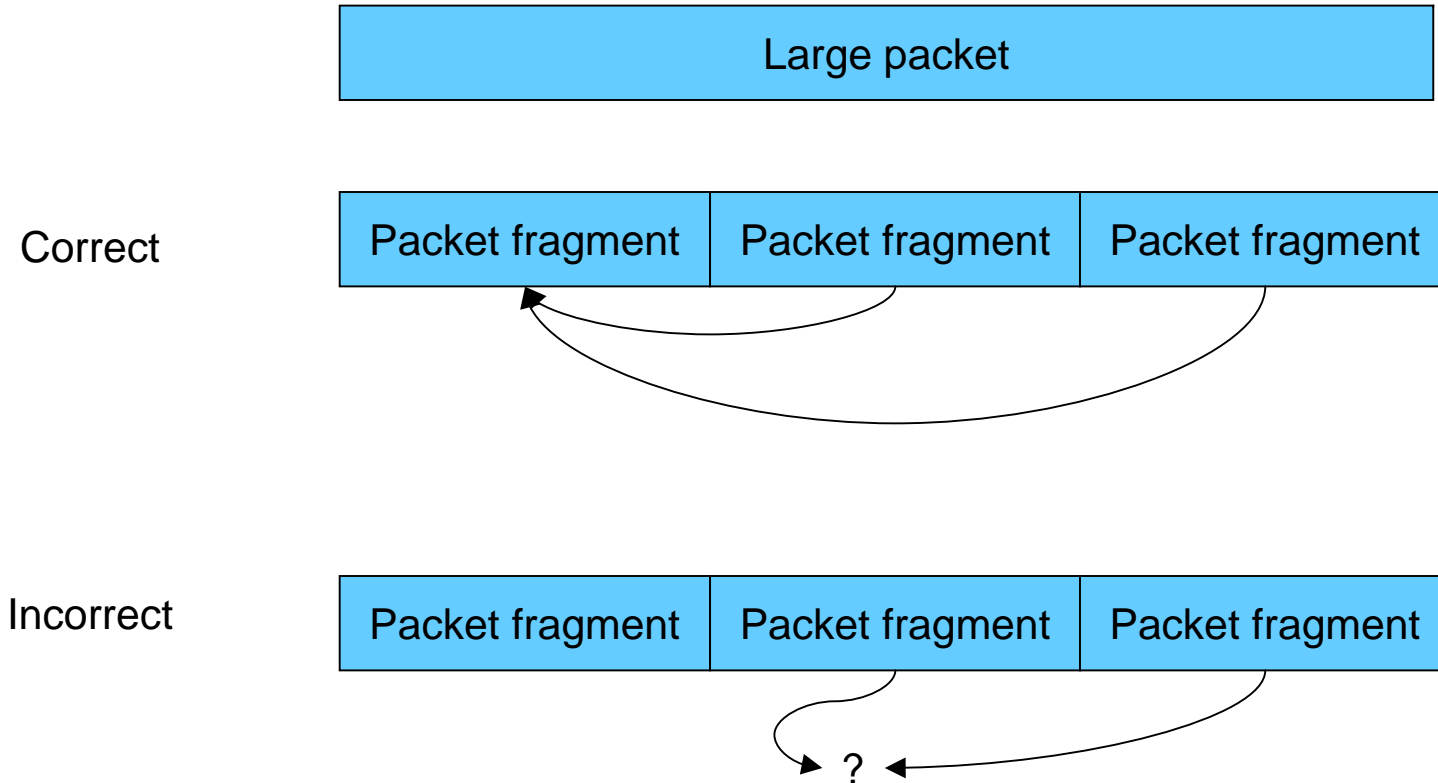 Large packet
Correct
Packet fragment Packet fragment Packet fragment
Incorrect
Packet fragment Packet fragment Packet fragment
?